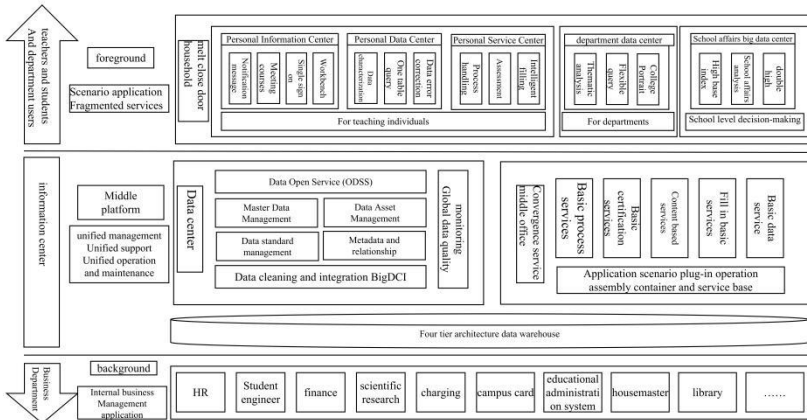 teachers and students
And department users
foreground
Scenario application
Fragmented services
melt close door
household
Personal Information Center
Notification
message
Meeting
courses
Single sign
on
Workbench
Personal Data Center
Data
characterization
One table
query
Data error
correction
Personal Service Center
Process
handling
Assessment
Intelligent
filling
For teaching individuals
department data center
Thematic
analysis
Flexible
query
College
Portrait
For departments
School affairs big data center
High base
index
School affairs
analysis
double
high
School level decision-making
information center
Middle
platform
unified management
Unified support
Unified operation
and maintenance
Data center
Data Open Service (ODSS)
Master Data
Management
Data Asset
Management
Data standard
management
Metadata and
relationship
Data cleaning and integration BigDCI
monitoring
Global data quality
Convergence service
middle office
Basic process
services
Basic
certification
services
Content based
services
Fill in basic
services
Basic data
service
Application scenario plug-in operation
assembly container and service base
Four tier architecture data warehouse
Business
Department
background
Internal business
Management
application
HR
Student
engineer
finance
scientific
research
charging
campus card
educational
administrati
on system
housemaster
library
……